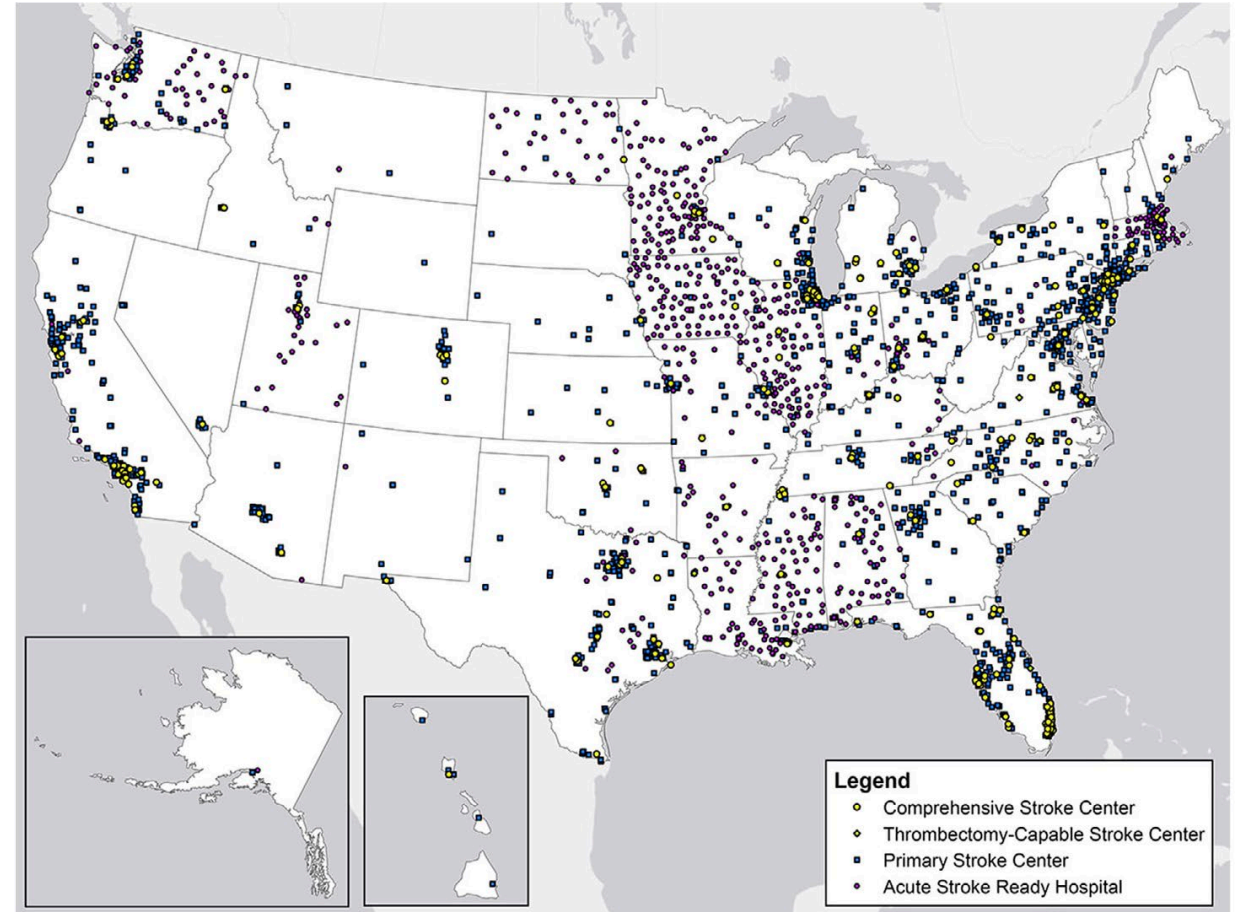 Legend
Comprehensive Stroke Center
Thrombectomy-Capable Stroke Center
Primary Stroke Center
Acute Stroke Ready Hospital